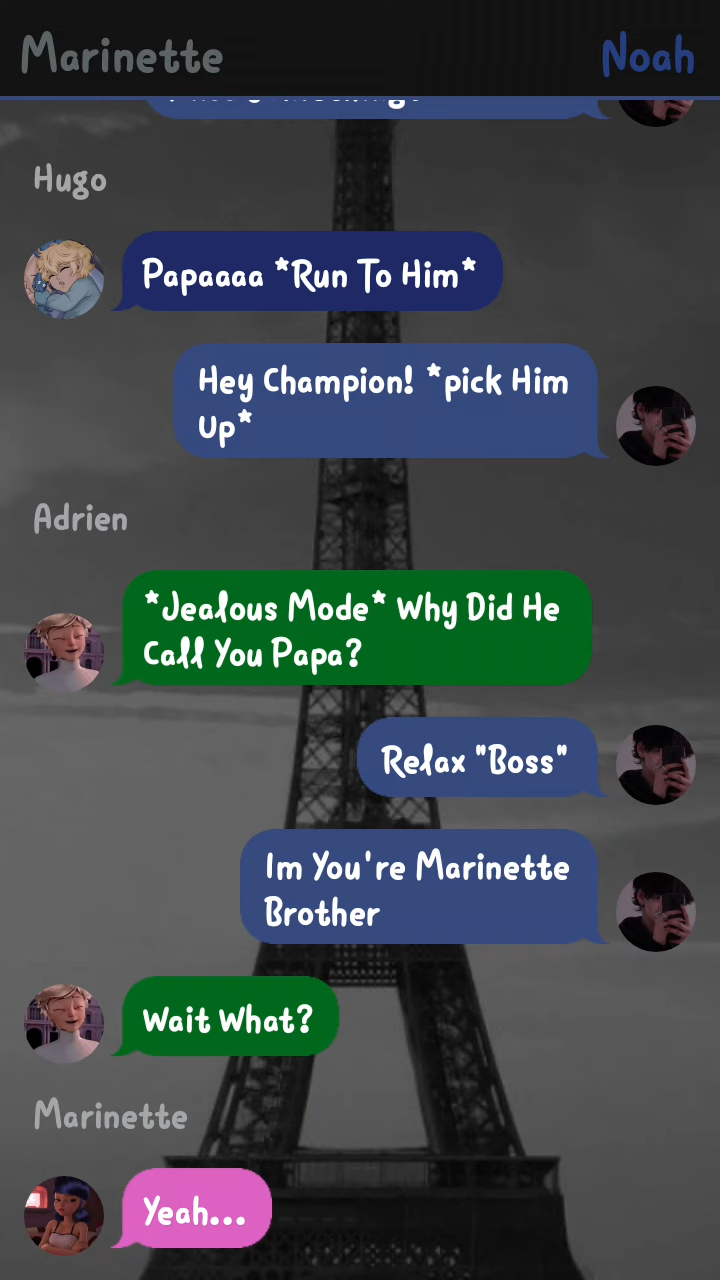 Marinette
Noah
Hugo
Papaaaa *Run To Him*
Hey Champion! *pick Him
Up*
Adrien
*Jealous Mode* Why Did He
Call You Papa?
Relax "Boss"
Im You're Marinette
Brother
Wait What?
Marinette
Yeah...